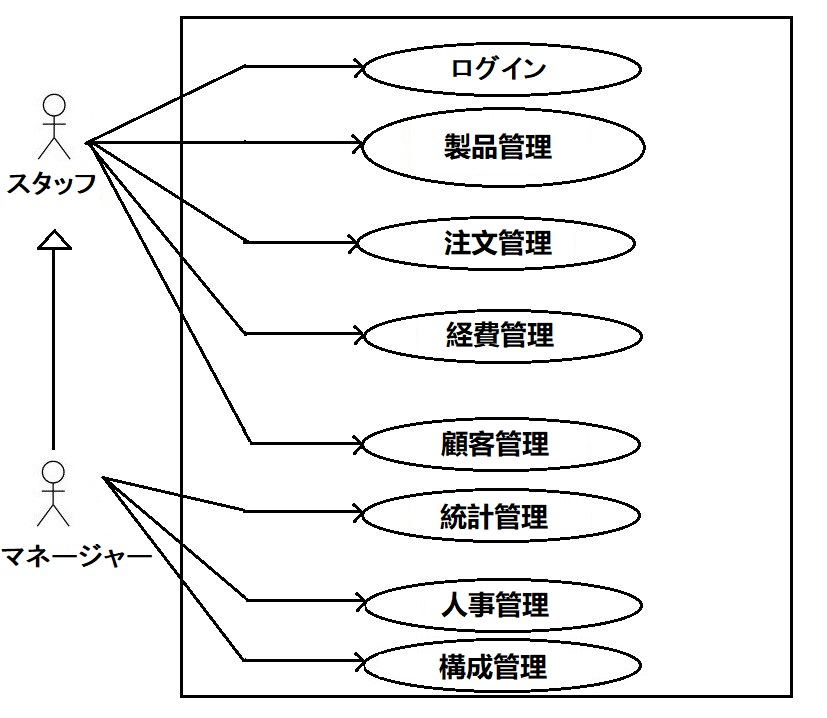 ログイン
製品管理
スタッフ
注文管理
経費管理
顧客管理
マネージャー
統計管理
人事管理
構成管理